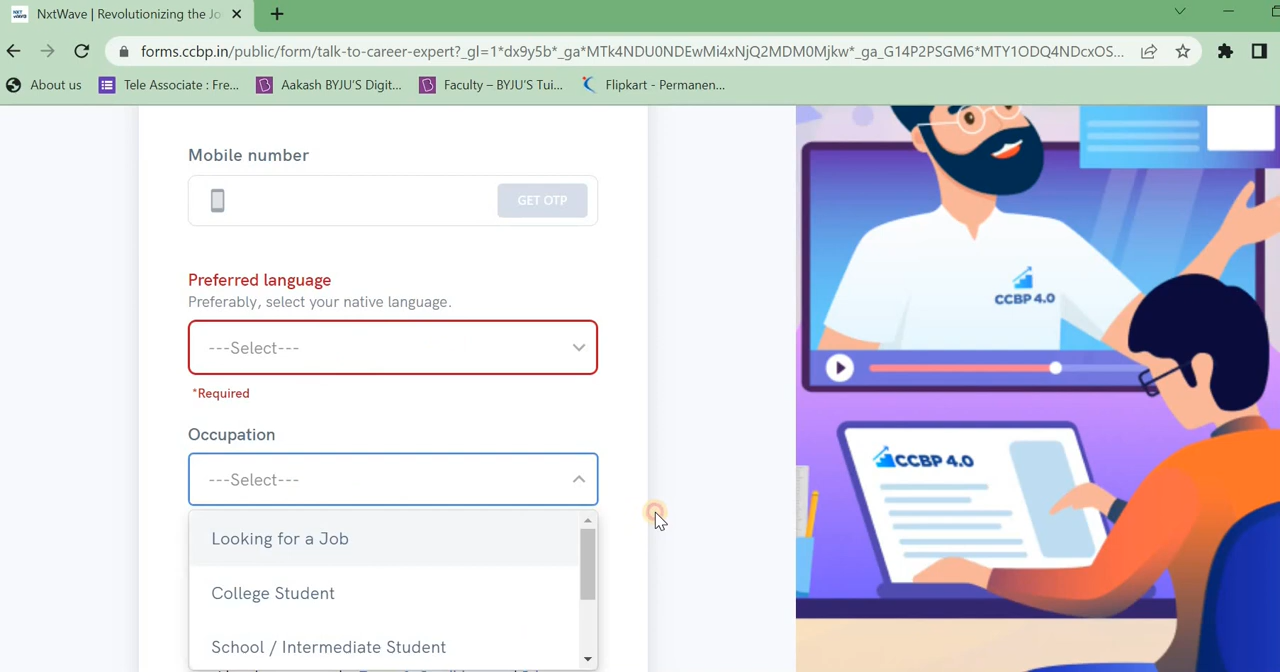 NxtWave | Revolutionizing the Jo
forms.ccbp.in/public/form/talk-to-career-expert?_gl=1*dx9y5b*_ga*MTk4NDU0NDEwMi4xNjQ2MDM0Mjkw*_ga_G14P2PSGM6*MTY1ODQ4NDcxOS...
About us
Tele Associate : Fre...
Aakash BYJU'S Digit...
Faculty – BYJU'S Tui...
Flipkart - Permanen...
Mobile number
GET OTP
Preferred language
Preferably, select your native language.
---Select---
*Required
Occupation
---Select---
Looking for a Job
College Student
School / Intermediate Student
CCBP 4.0
CCBP 4.0